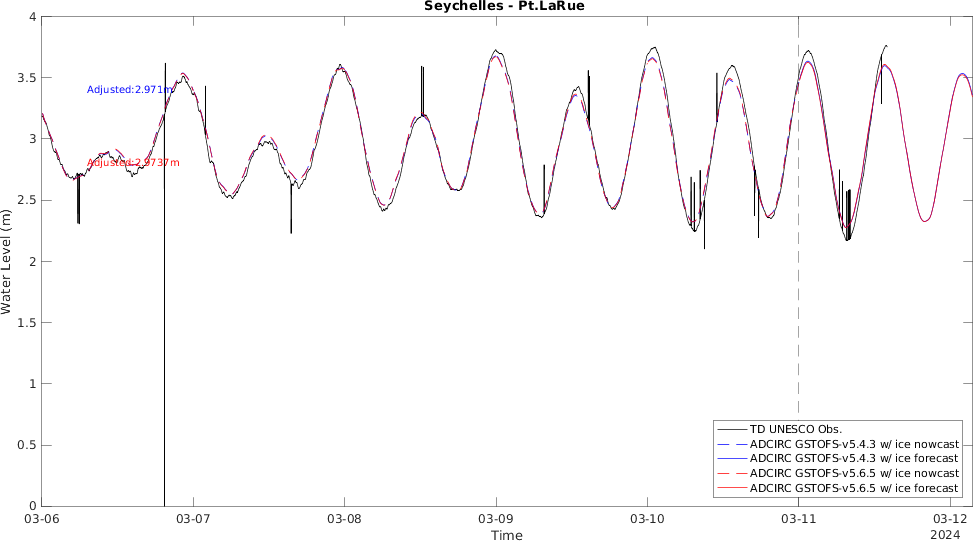 Seychelles - Pt.LaRue
4
3.5
3
2.5
2
1.5
1
0.5
0
Water Level (m)
Adjusted:2.971m
Adjusted:2.9737m
TD UNESCO Obs.
ADCIRC GSTOFS-v5.4.3 w/ ice nowcast
ADCIRC GSTOFS-v5.4.3 w/ ice forecast
ADCIRC GSTOFS-v5.6.5 w/ ice nowcast
ADCIRC GSTOFS-v5.6.5 w/ ice forecast
03-06 03-07 03-08 03-09 03-10 03-11 03-12
Time
2024